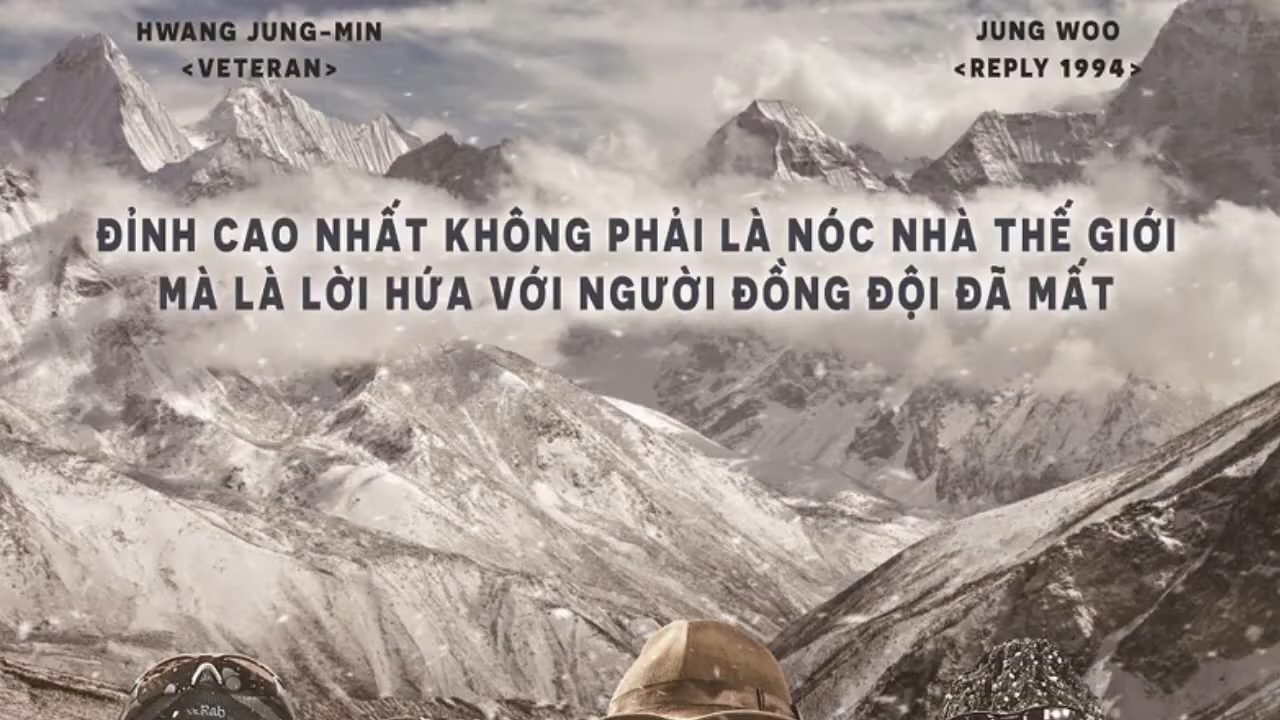 HWANG JUNG-MIN
<VETERAN>
JUNG WOO
<REPLY 1994>
ĐỈNH CAO NHẤT KHÔNG PHẢI LÀ NÓC NHÀ THẾ GIỚI
MÀ LÀ LỜI HỨA VỚI NGƯỜI ĐỒNG ĐỘI ĐÃ MẤT
Rab